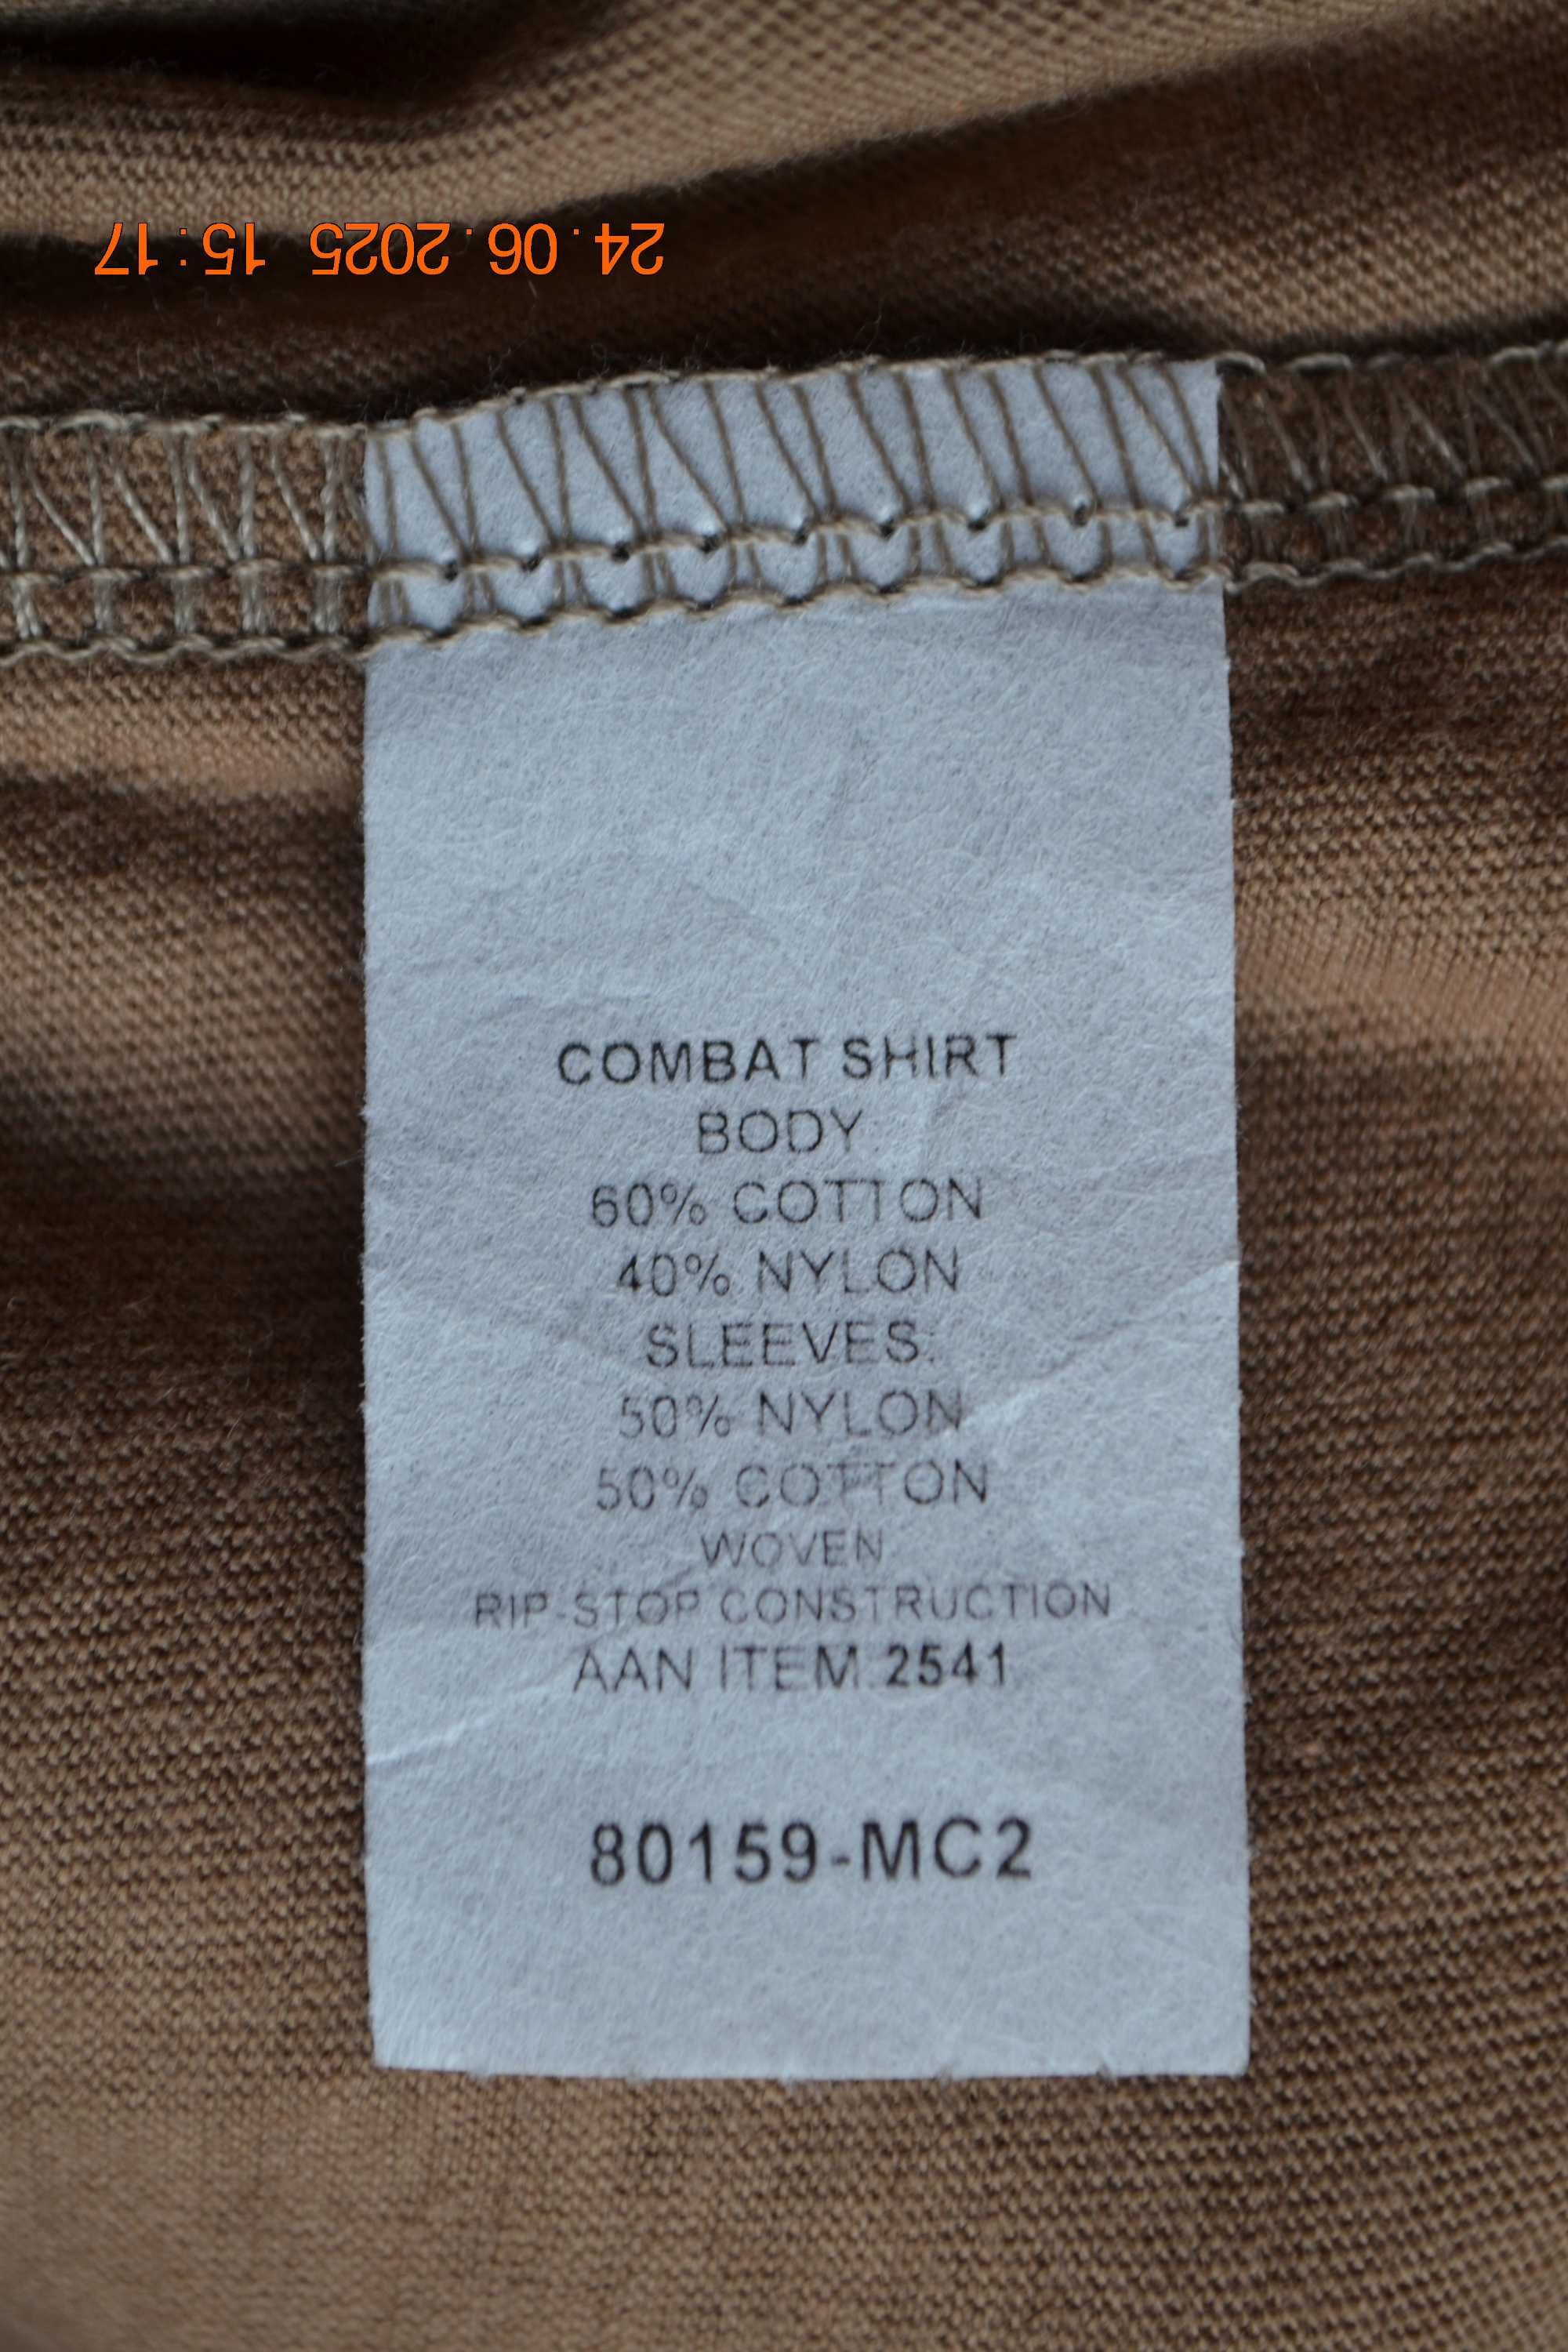 24.06.2025 15:17
COMBAT SHIRT
BODY:
60% COTTON
40% NYLON
SLEEVES:
50% NYLON
50% COTTON
WOVEN
RIP-STOP CONSTRUCTION
AAN ITEM 2541
80159-MC2